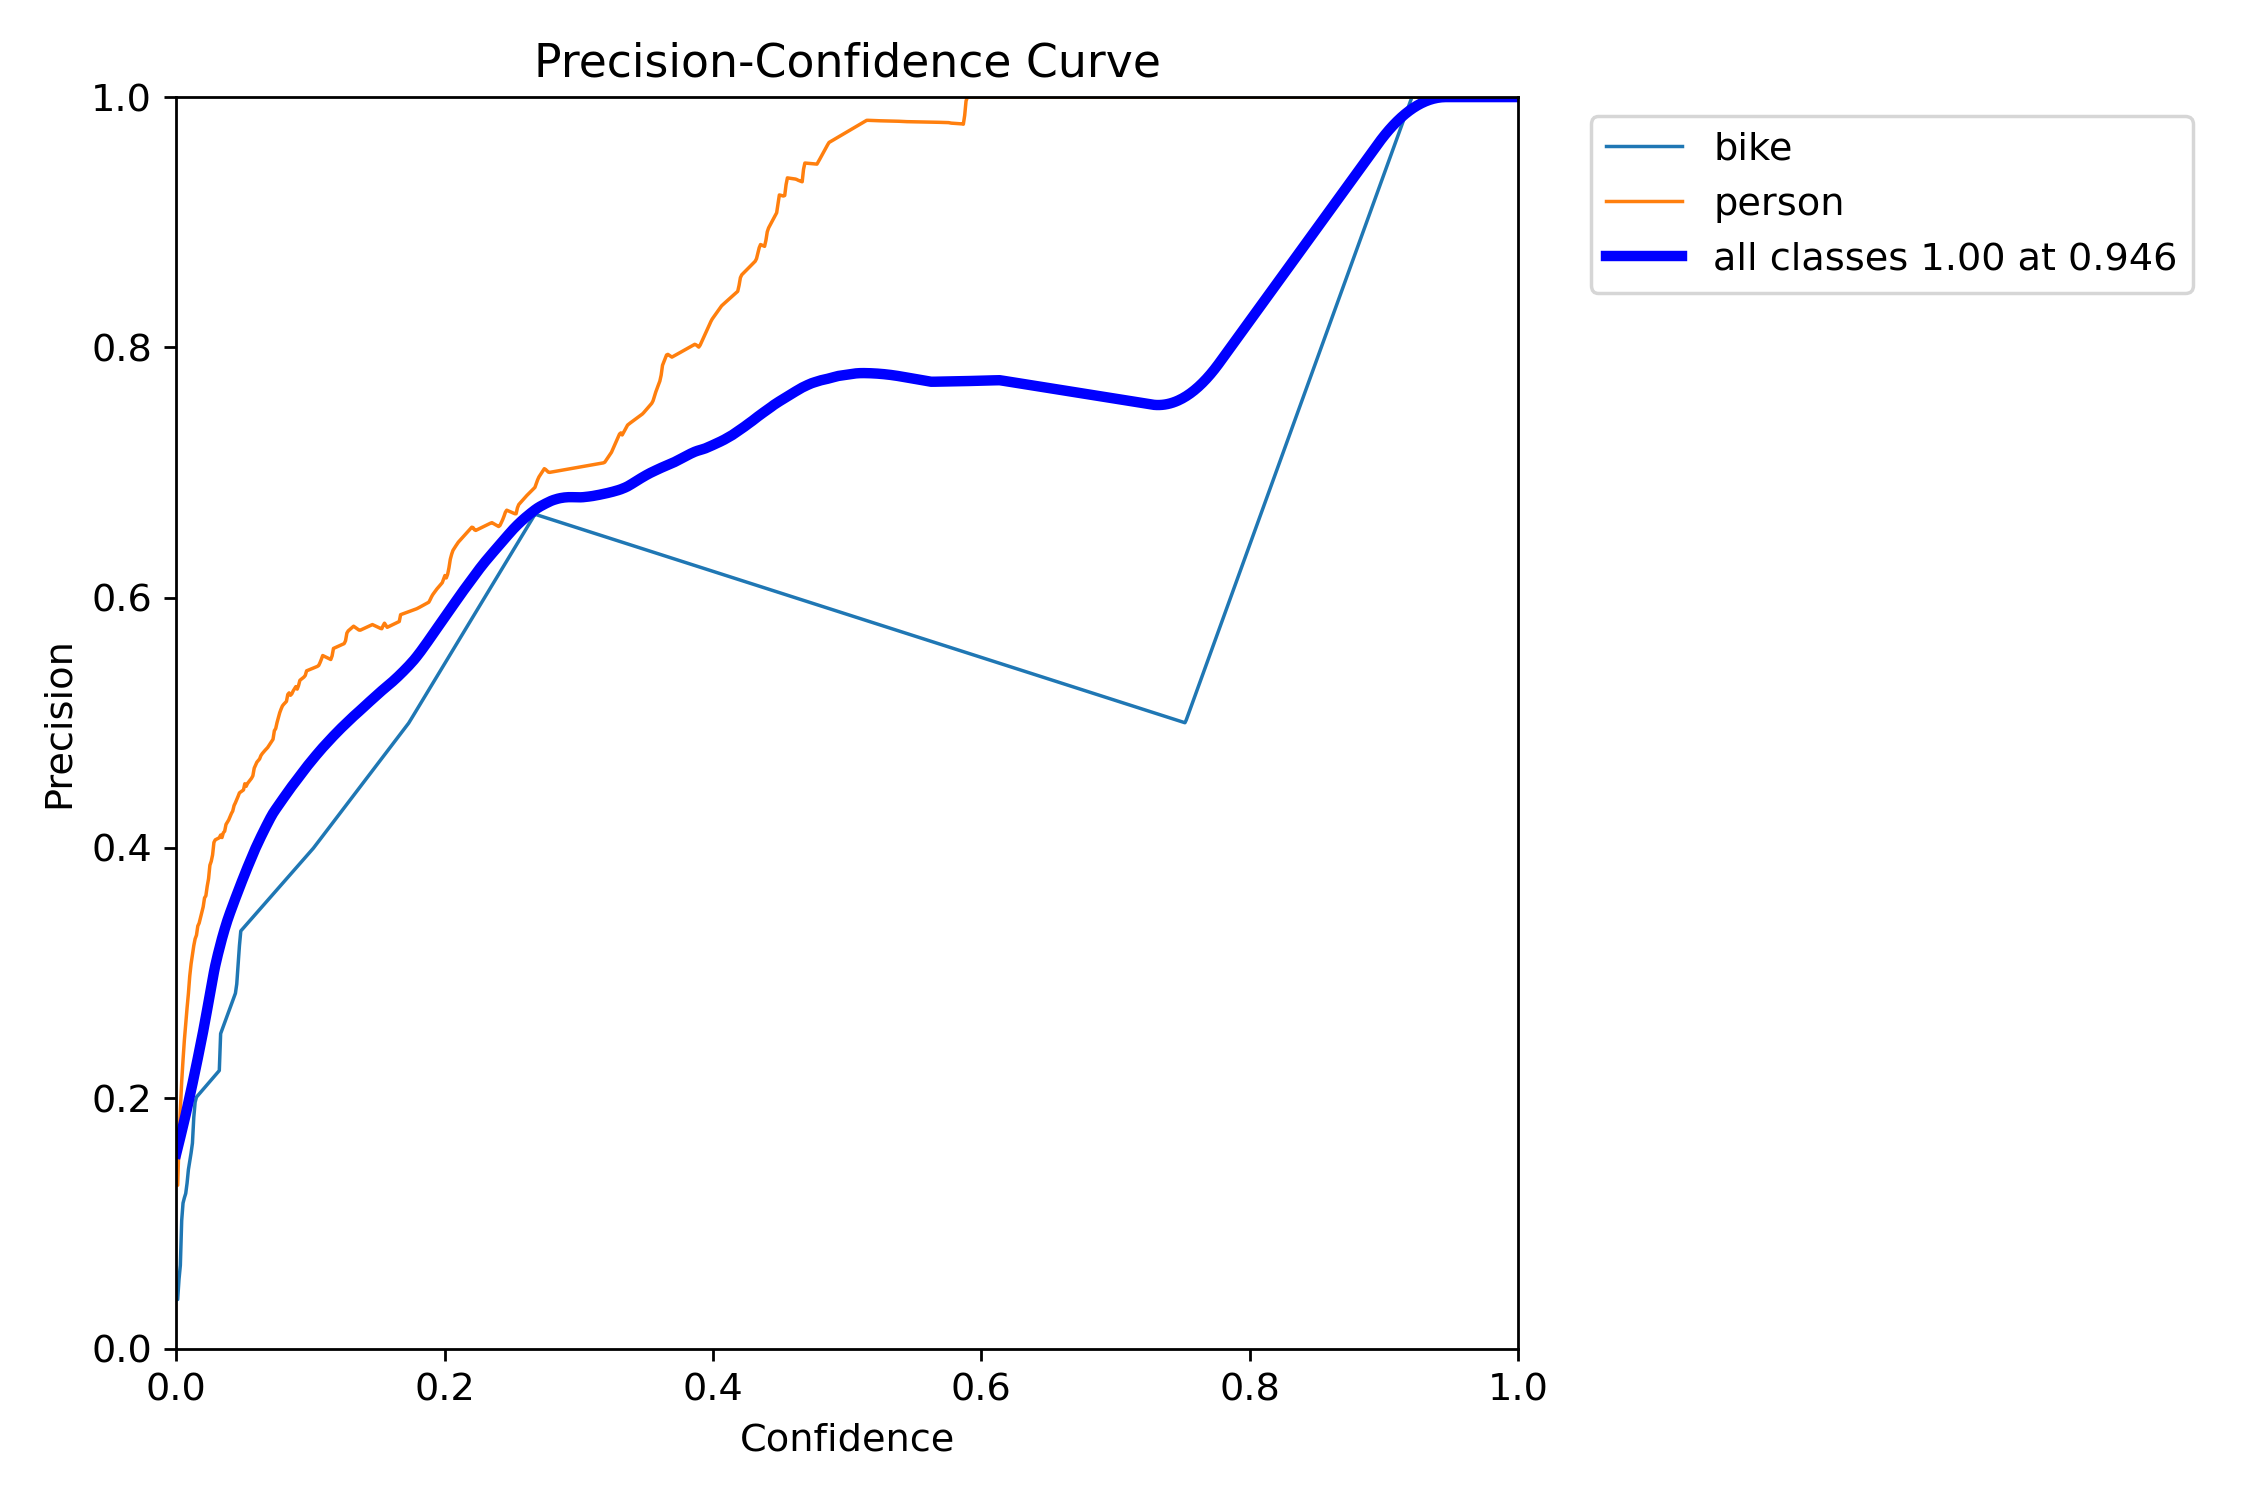 Precision-Confidence Curve
1.0
0.8
0.6
0.4
0.2
0.0
Precision
0.0 0.2 0.4 0.6 0.8 1.0
Confidence
bike
person
all classes 1.00 at 0.946